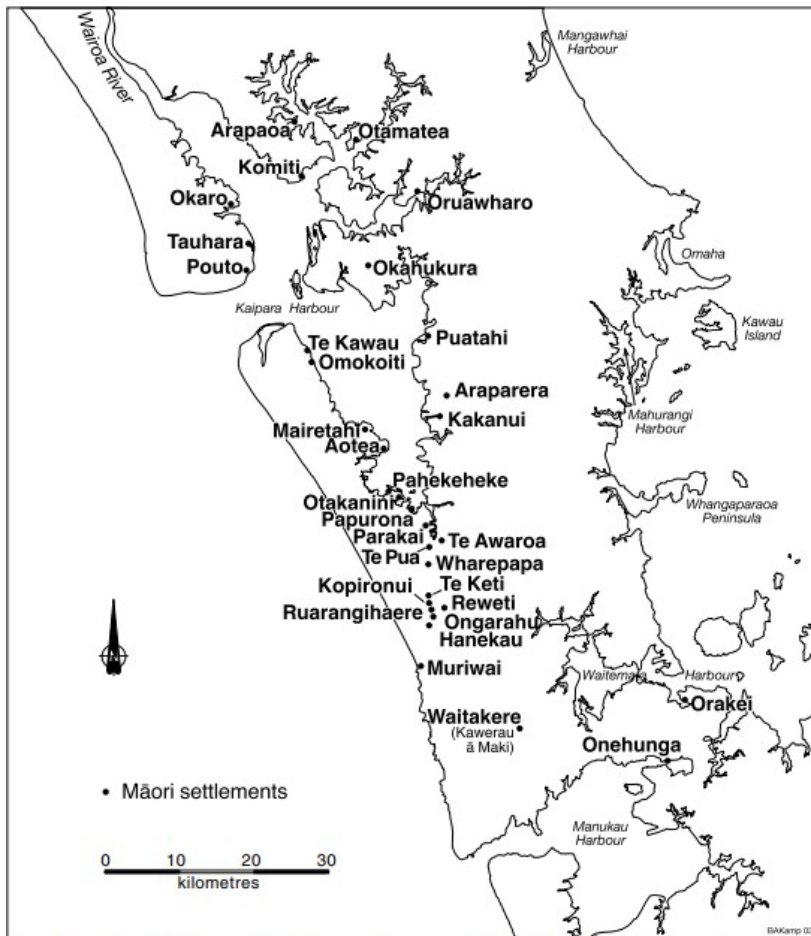 Mangawhai
Harbour
Wairoa River
Arapaoa
Otamatea
Komiti
Okaro
Oruawharo
Tauhara
Pouto
Okahukura
Omaha
Kaipara Harbour
Kawau
Island
Te Kawau
Omokoiti
Puatahi
Araparera
Kakanui
Mahurangi
Harbour
Mairetahi
Aotea
Pahekeheke
Otakanini
Papurona
Parakai
Whangaparaoa
Peninsula
Te Awaroa
Te Pua
Wharepapa
Te Keti
Kopironui
Reweti
Ruarangihaere
Ongarahu
Hanekau
Muriwai
Waitemata Harbour
Orakei
Waitakere
(Kawerau
ā Maki)
Onehunga
Māori settlements
Manukau
Harbour
0 10 20 30
kilometres